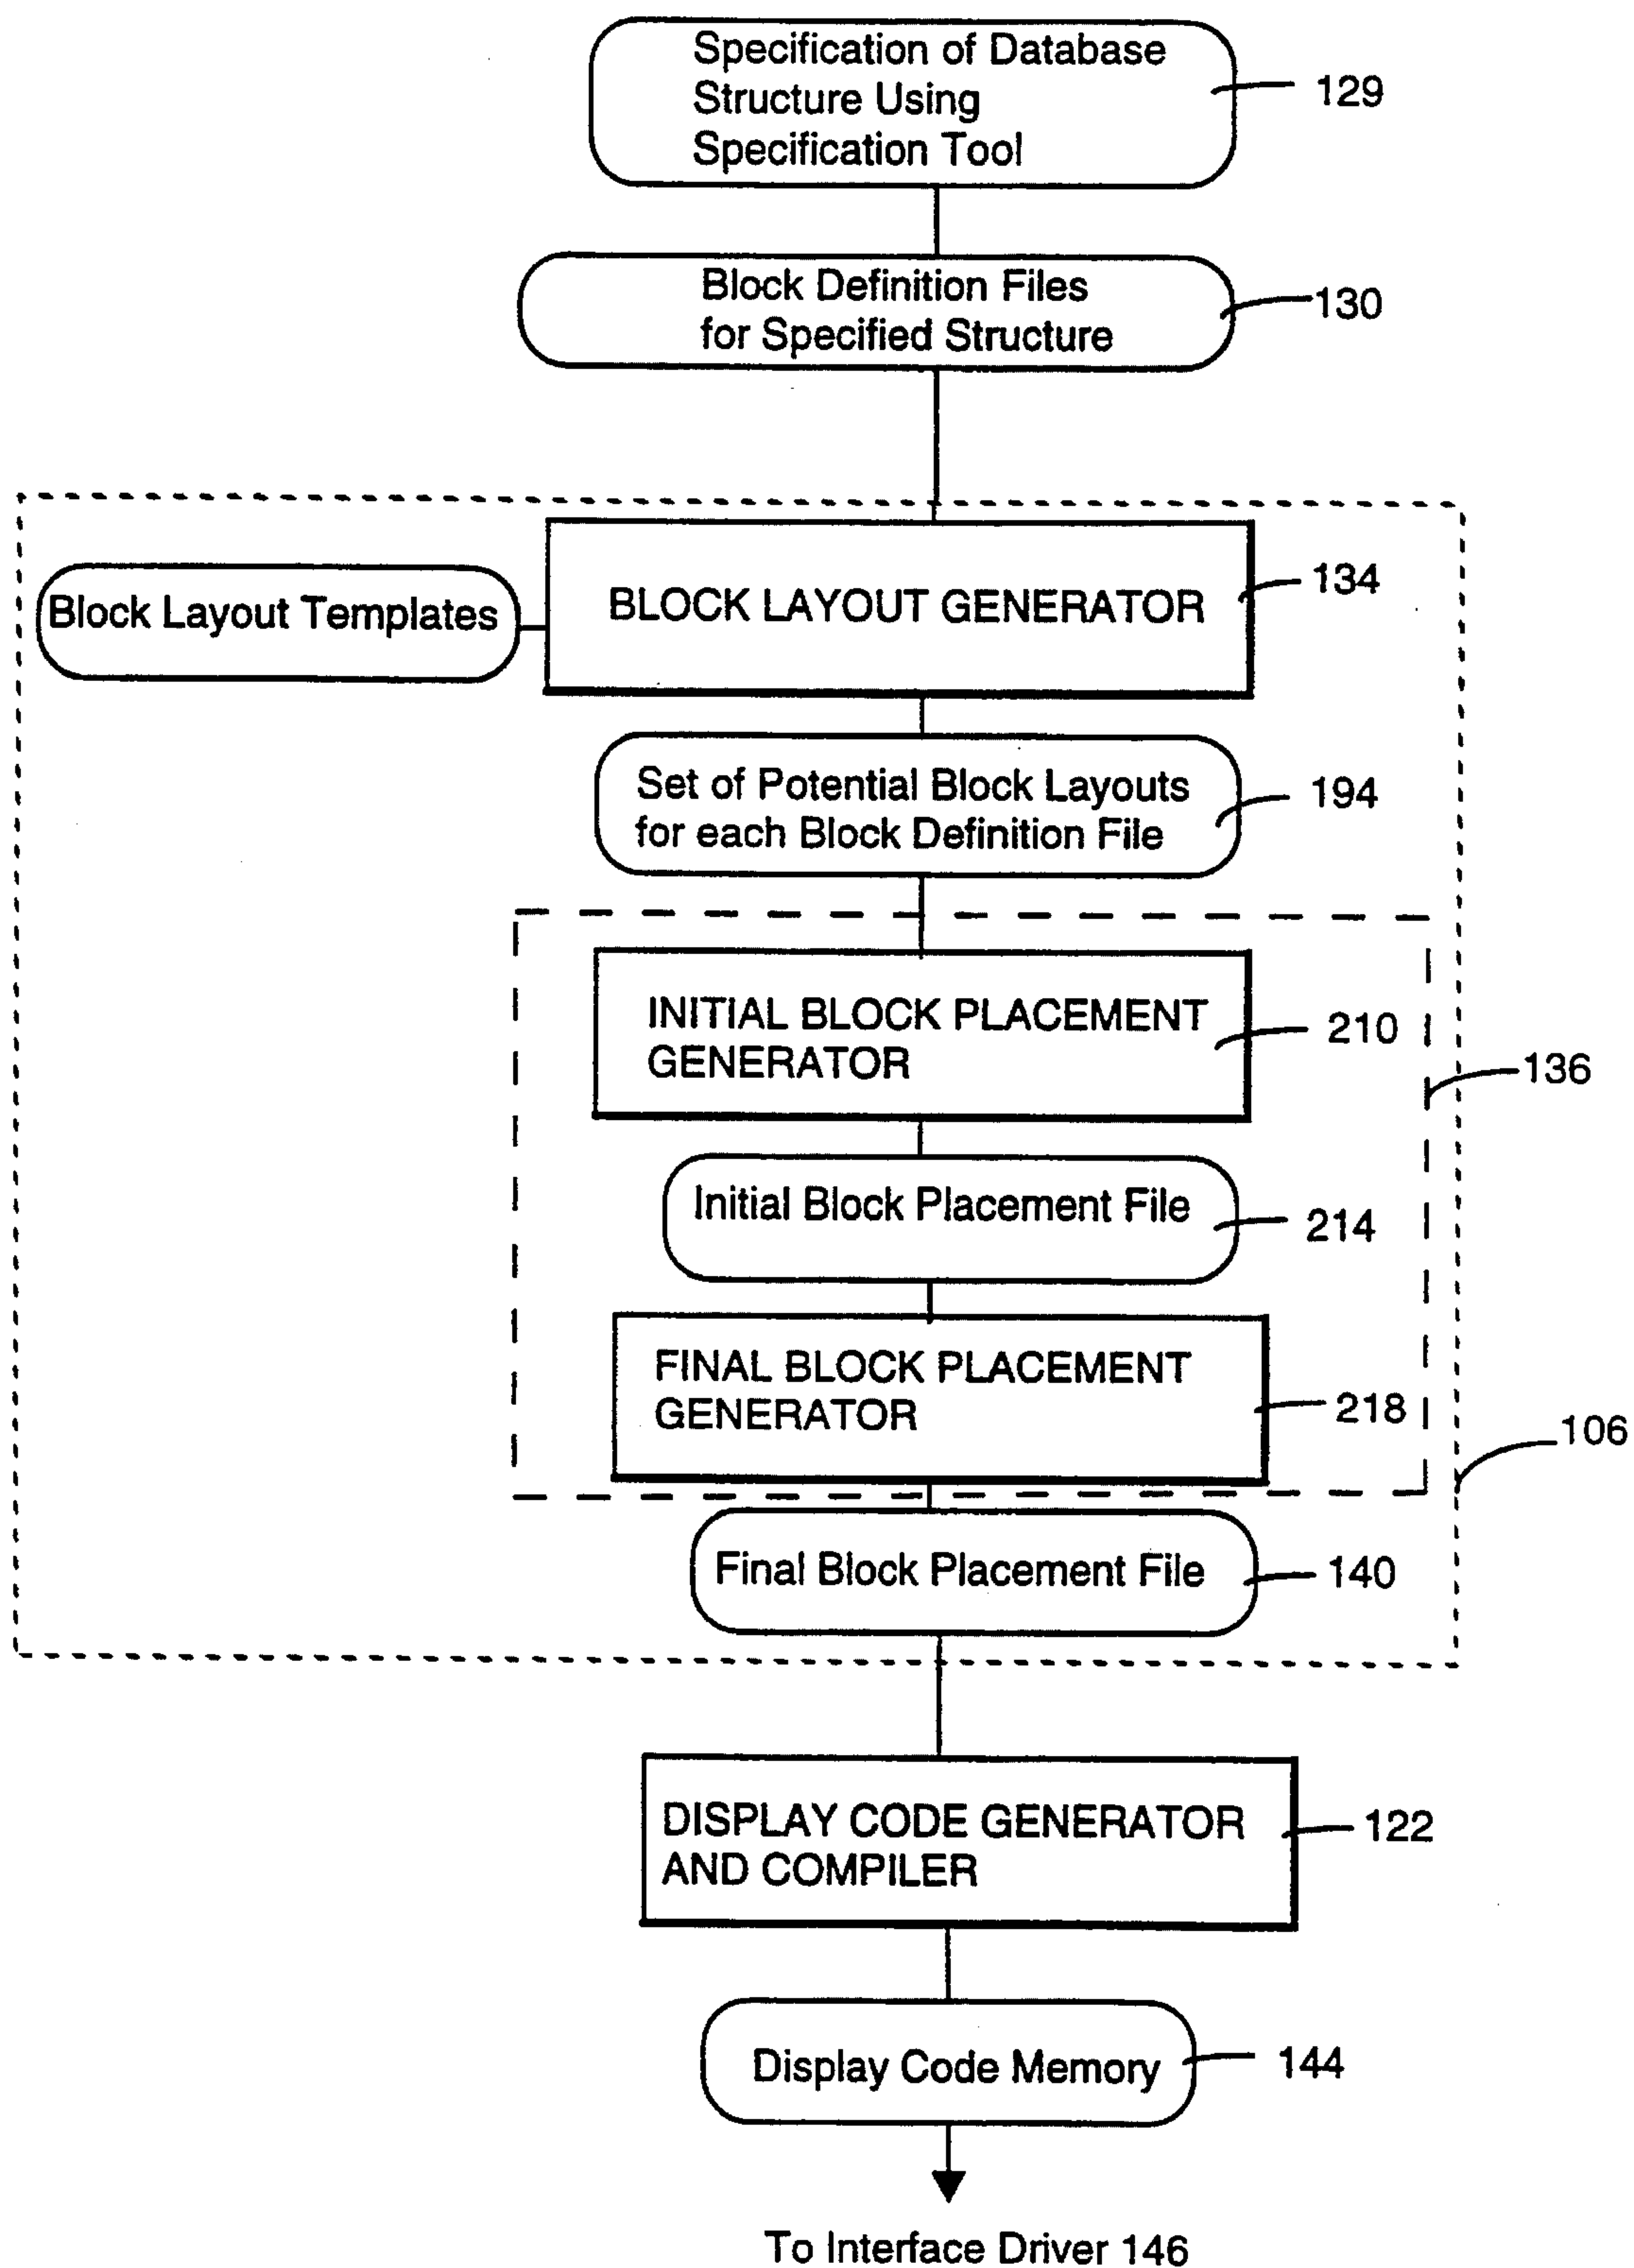 Specification of Database
Structure Using
Specification Tool
129
Block Definition Files
for Specified Structure
130
Block Layout Templates
BLOCK LAYOUT GENERATOR
134
Set of Potential Block Layouts
for each Block Definition File
194
INITIAL BLOCK PLACEMENT
GENERATOR
210
136
Initial Block Placement File
214
FINAL BLOCK PLACEMENT
GENERATOR
218
106
Final Block Placement File
140
DISPLAY CODE GENERATOR
AND COMPILER
122
Display Code Memory
144
To Interface Driver 146